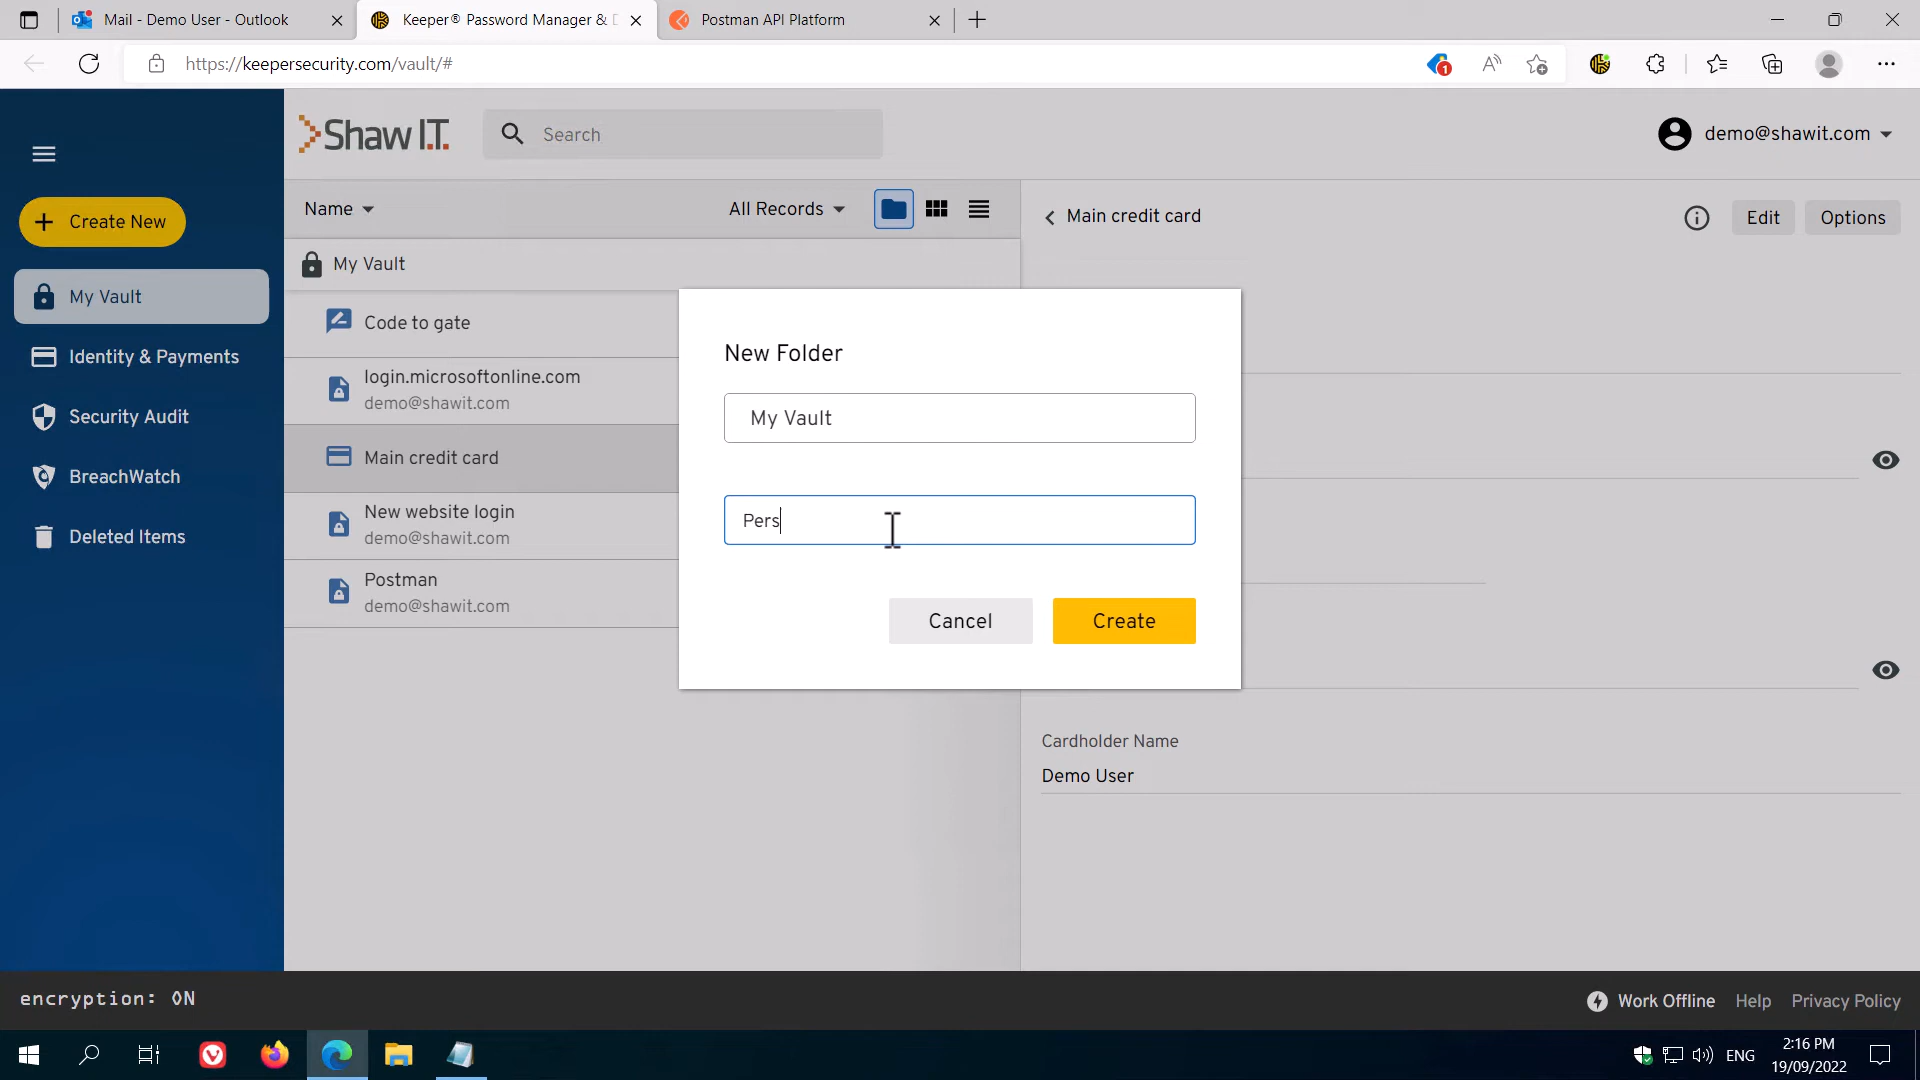 Mail - Demo User - Outlook
Keeper® Password Manager & D
Postman API Platform
https://keepersecurity.com/vault/#
1
Shaw I.T.
Search
demo@shawit.com
Create New
Name
All Records
Main credit card
Edit
Options
My Vault
My Vault
Identity & Payments
Security Audit
BreachWatch
Deleted Items
Code to gate
login.microsoftonline.com
demo@shawit.com
Main credit card
New website login
demo@shawit.com
Postman
demo@shawit.com
New Folder
My Vault
Pers
Cancel
Create
Cardholder Name
Demo User
encryption: ON
Work Offline
Help
Privacy Policy
ENG
2:16 PM
19/09/2022